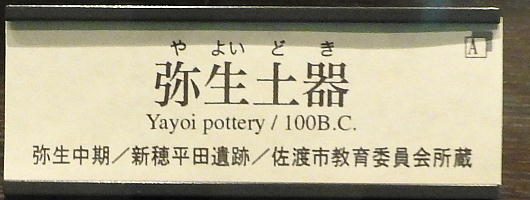 や よい ど き
弥生土器
A
Yayoi pottery / 100B.C.
弥生中期／新穂平田遺跡／佐渡市教育委員会所蔵